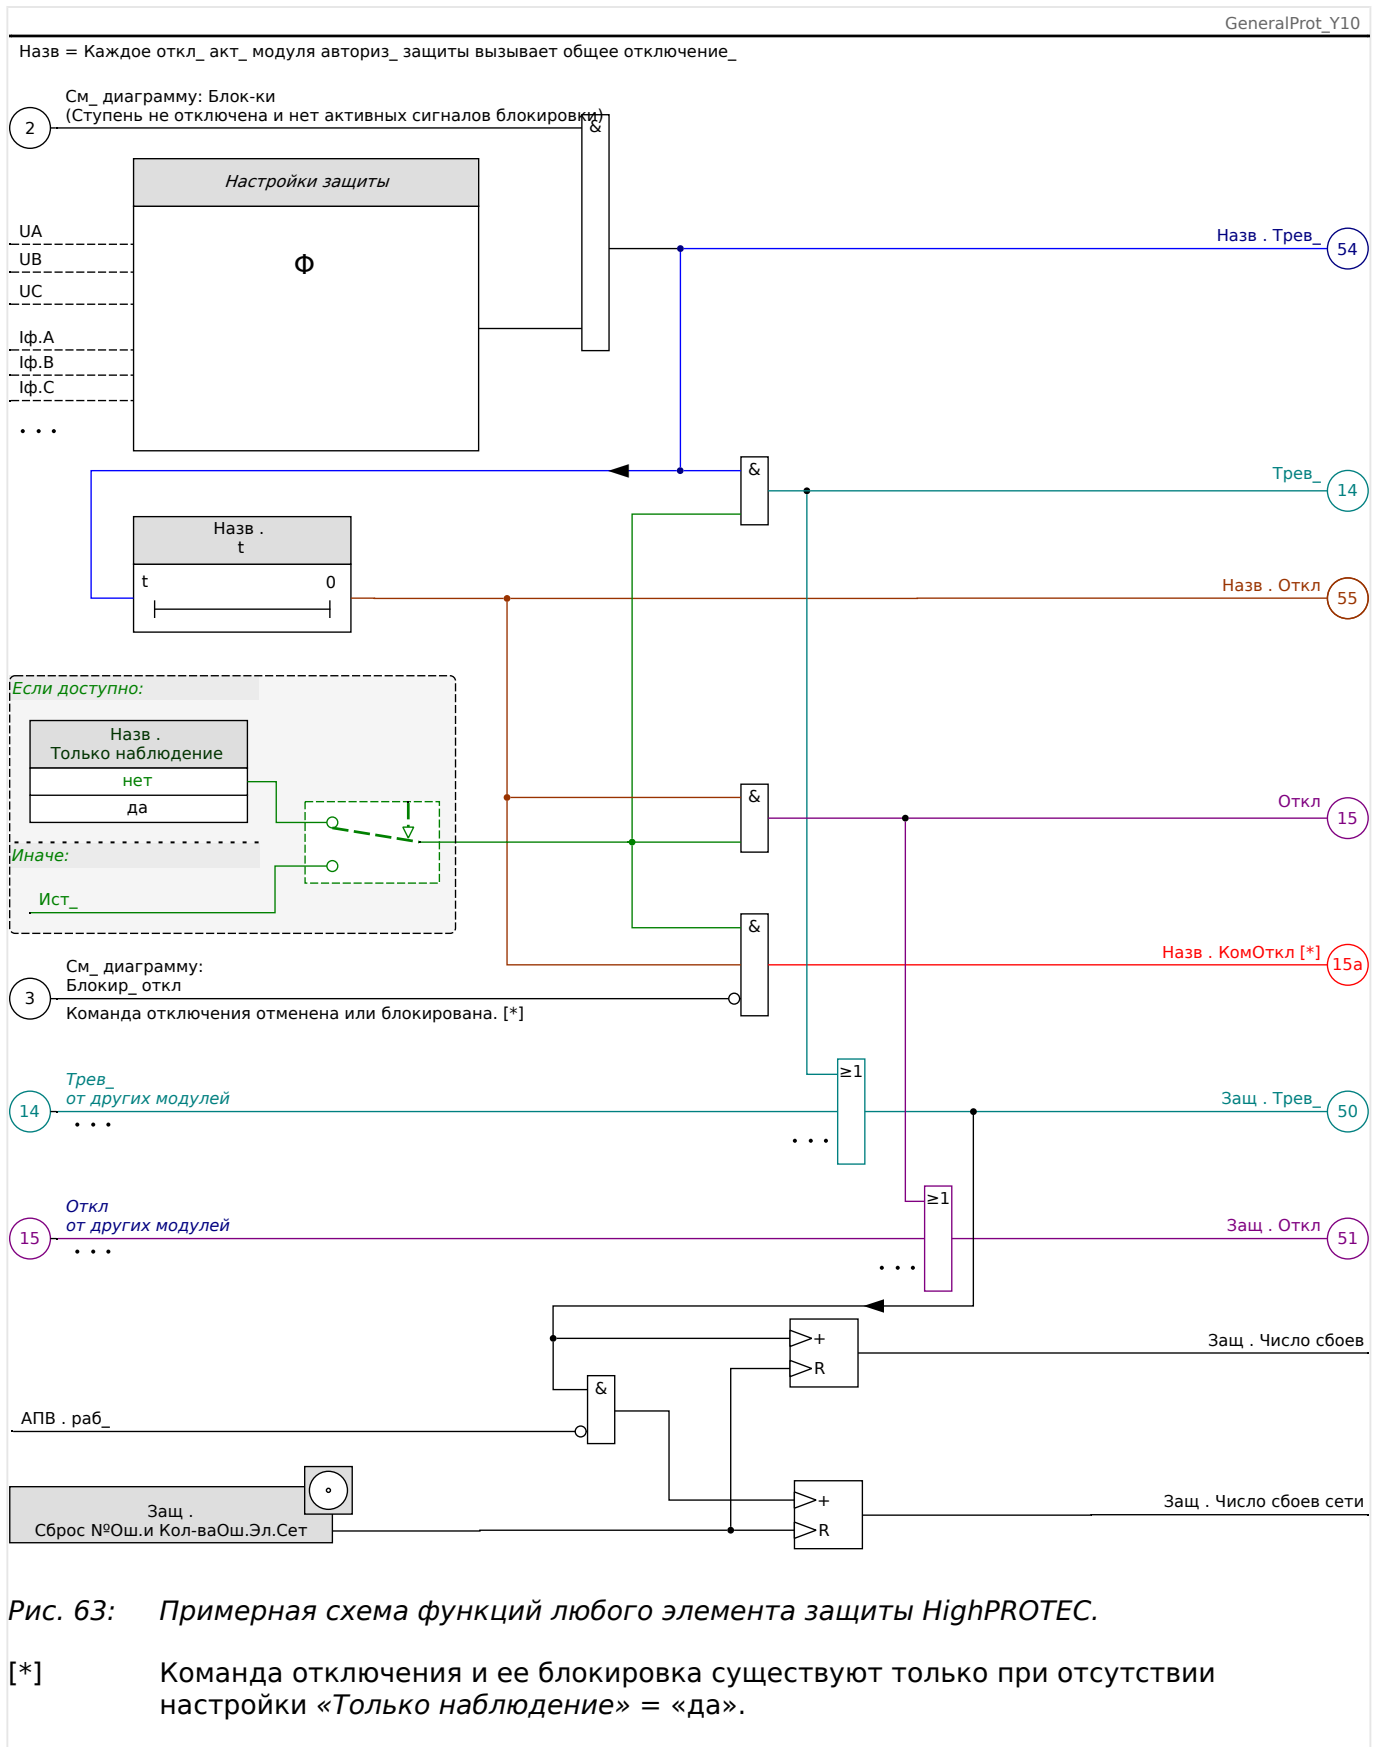 GeneralProt_Y10
Назв = Каждое откл_ акт_ модуля авториз_ защиты вызывает общее отключение_
См_ диаграмму: Блок-ки
(Ступень не отключена и нет активных сигналов блокировки)
2
&
Настройки защиты
Φ
UA
UB
UC
Iф.A
Iф.B
Iф.C
. . .
Назв . Трев_
54
&
Трев_
14
Назв .
t
t 0
Назв . Откл
55
Если доступно:
Назв .
Только наблюдение
нет
да
Иначе:
Ист_
&
Откл
15
&
Назв . КомОткл [*]
15a
См_ диаграмму:
Блокир_ откл
3
Команда отключения отменена или блокирована. [*]
≥1
Трев_
от других модулей
14
. . .
. . .
Защ . Трев_
50
≥1
Откл
от других модулей
15
. . .
. . .
Защ . Откл
51
+
R
Защ . Число сбоев
&
АПВ . раб_
Защ .
Сброс №Ош.и Кол-ваОш.Эл.Сет
+
R
Защ . Число сбоев сети
Рис. 63: Примерная схема функций любого элемента защиты HighPROTEC.
[*] Команда отключения и ее блокировка существуют только при отсутствии
настройки «Только наблюдение» = «да».